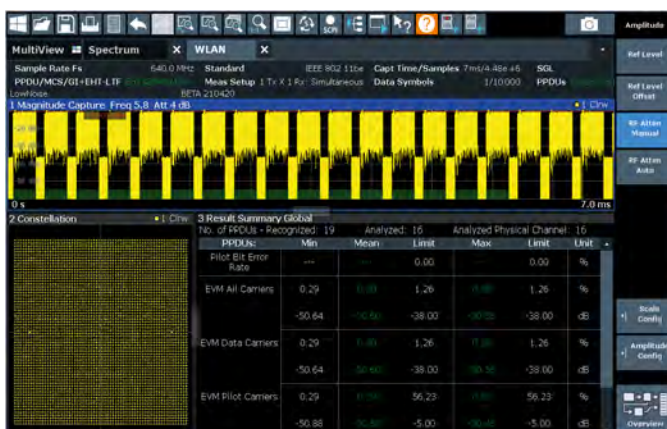 SCPI
Amplitude
MultiView Spectrum X WLAN X
Ref Level
Sample Rate Fs 640.0 MHz Standard IEEE 802.11be Capt Time/Samples 7 ms/4.48e+6 SGL
PPDU/MCS/GI+EHT-LTF Meas Setup 1 Tx X 1 Rx: Simultaneous Data Symbols 1/10000 PPDUs
LowNoise BETA 210420
Ref Level Offset
1 Magnitude Capture Freq 5.8 Att 4 dB 1 Clrw
RF Atten Manual
RF Atten Auto
0 s 7.0 ms
2 Constellation 1 Clrw 3 Result Summary Global
No. of PPDUs - Recognized: 19 Analyzed: 16 Analyzed Physical Channel: 16
PPDUs: Min Mean Limit Max Limit Unit
Pilot Bit Error Rate --- 0.00 0.00 %
EVM All Carriers 0.29 1.26 1.26 %
-50.64 -38.00 -38.00 dB
EVM Data Carriers 0.29 1.26 1.26 %
-50.64 -38.00 -38.00 dB
EVM Pilot Carriers 0.29 56.23 56.23 %
-50.88 -5.00 -5.00 dB
Scale Config
Amplitude Config
Overview